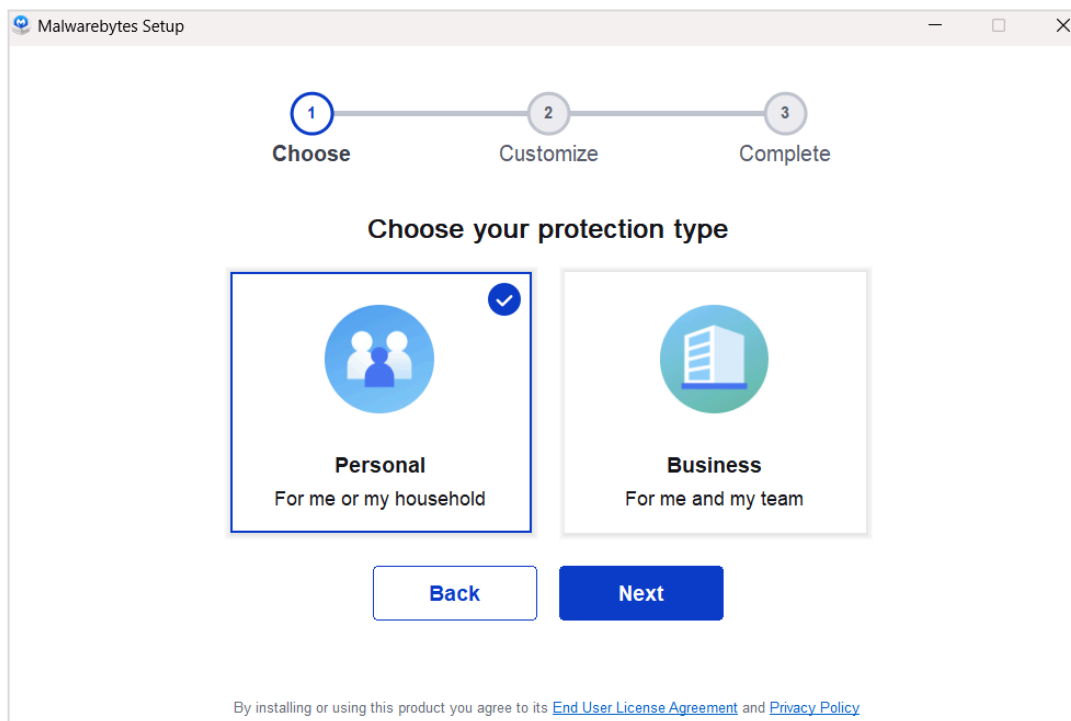 Malwarebytes Setup
1
2
3
Choose
Customize
Complete
Choose your protection type
Personal
For me or my household
Business
For me and my team
Back
Next
By installing or using this product you agree to its End User License Agreement and Privacy Policy